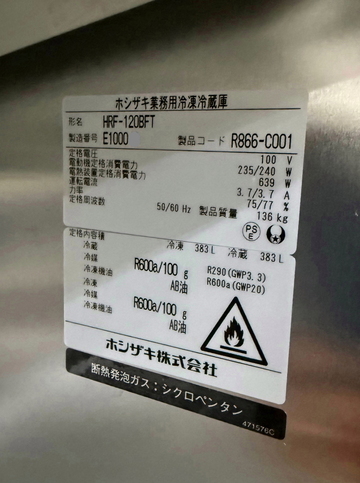 ホシザキ業務用冷凍冷蔵庫
形名 HRF-120BFT
製造番号 E1000 製品コード R866-C001
定格電圧 100 V
電動機定格消費電力 235/240 W
電熱装置定格消費電力 639 W
運転電流 3.7/3.7 A
力率 75/77 %
定格周波数 50/60 Hz 製品質量 136 kg
PS
E
定格内容積 冷凍 383 L 冷蔵 383 L
冷蔵
冷媒 R600a/100 g R290(GWP3.3)
冷凍機油 AB油 R600a(GWP20)
冷凍
冷媒 R600a/100 g
冷凍機油 AB油
ホシザキ株式会社
断熱発泡ガス：シクロペンタン
471576C